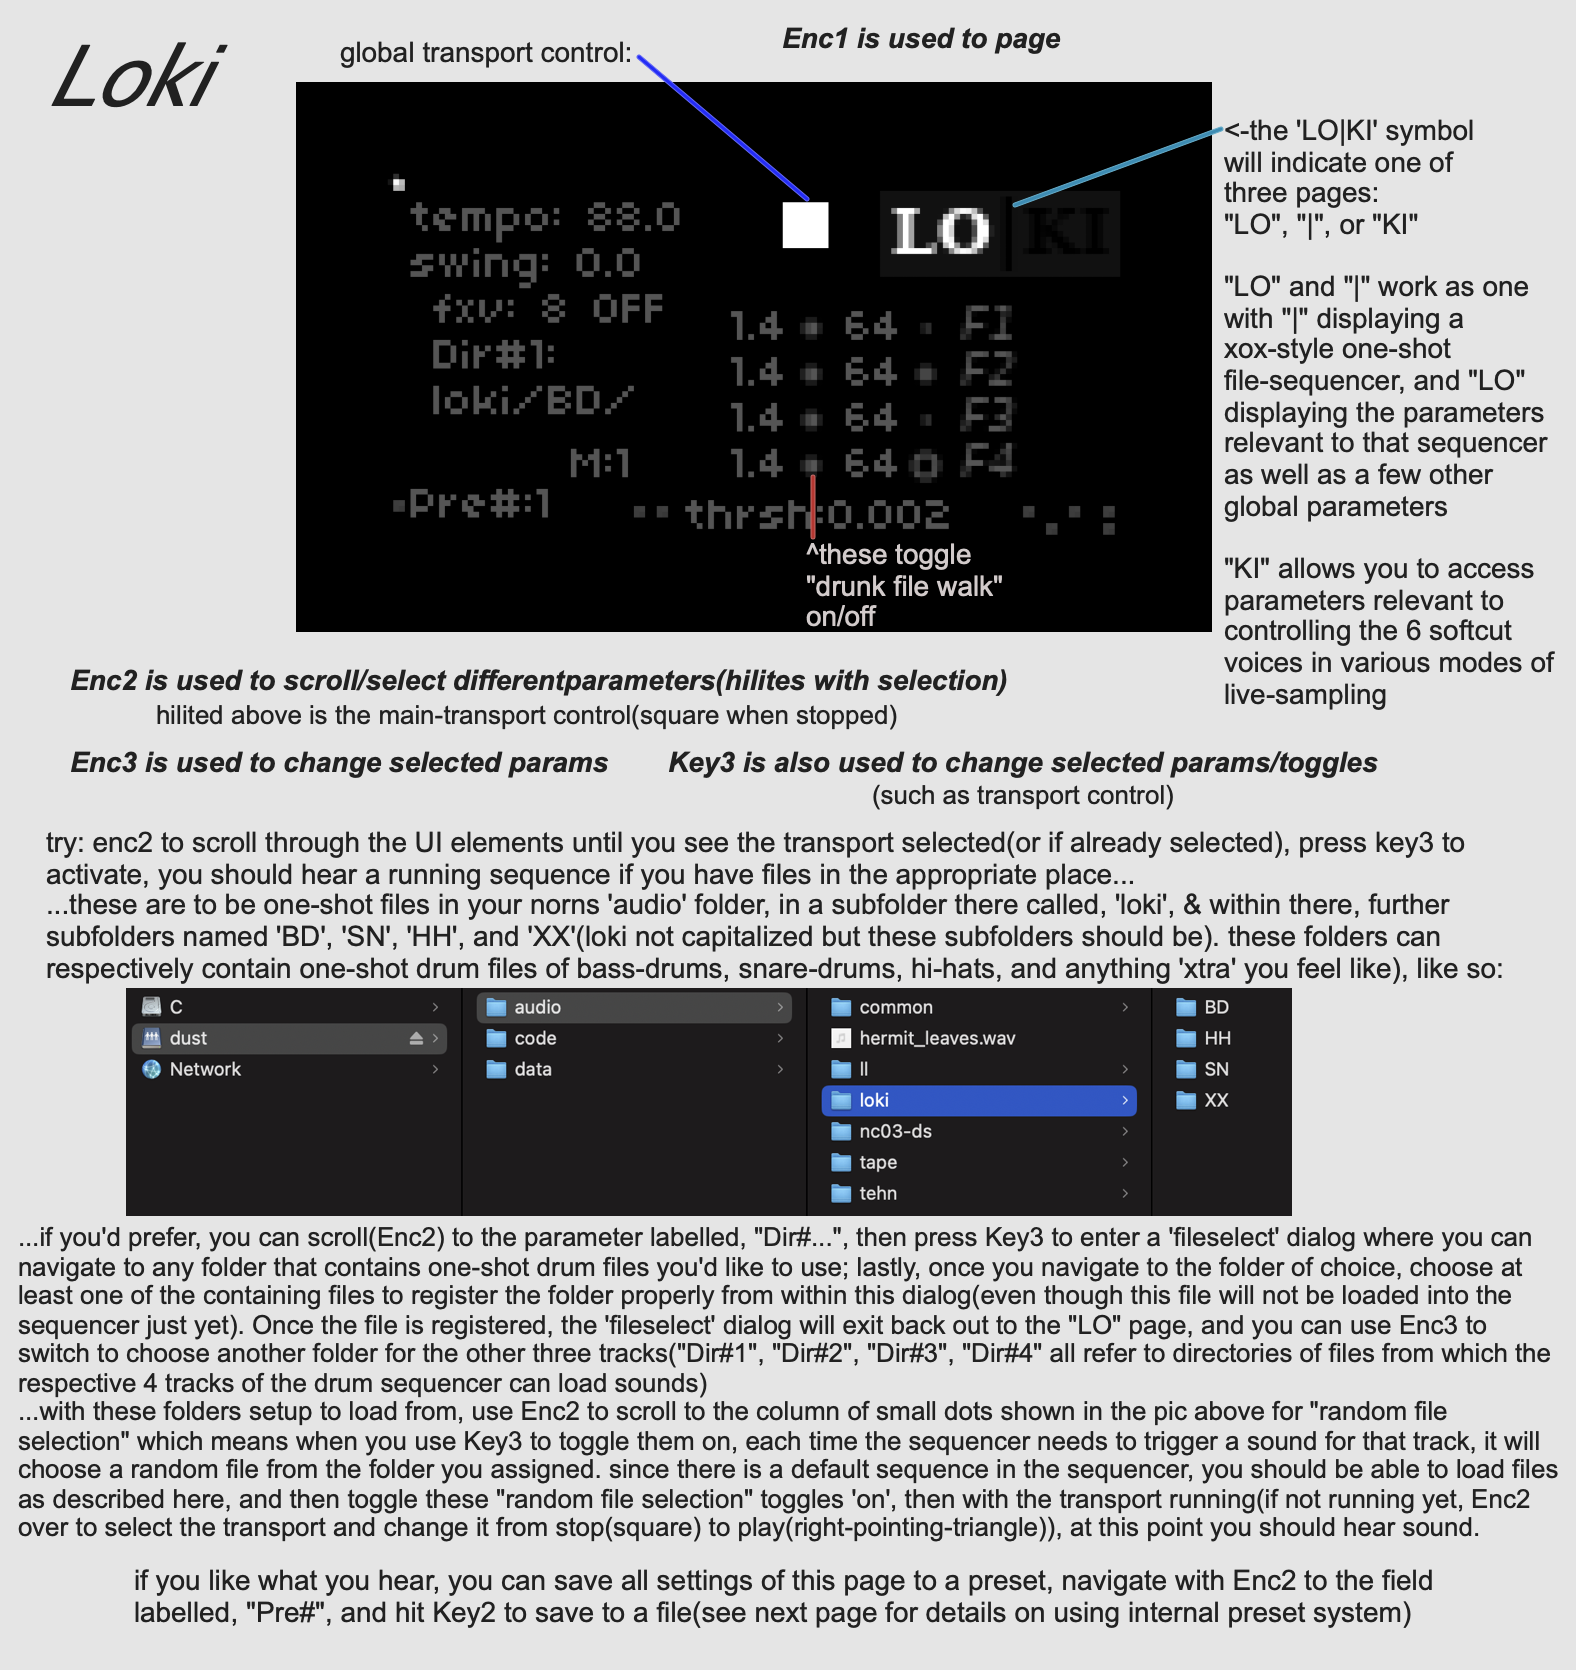 Loki
global transport control:
Enc1 is used to page
tempo: 88.0
swing: 0.0
fxv: 8 OFF
Dir#1:
loki/BD/
M:1
Pre#:1
LO|KI
1.4 64 F1
1.4 64 F2
1.4 64 F3
1.4 64 F4
thrsh:0.002
^these toggle
"drunk file walk"
on/off
<-the 'LO|KI' symbol
will indicate one of
three pages:
"LO", "|", or "KI"
"LO" and "|" work as one
with "|" displaying a
xox-style one-shot
file-sequencer, and "LO"
displaying the parameters
relevant to that sequencer
as well as a few other
global parameters
"KI" allows you to access
parameters relevant to
controlling the 6 softcut
voices in various modes of
live-sampling
Enc2 is used to scroll/select differentparameters(hilites with selection)
hilited above is the main-transport control(square when stopped)
Enc3 is used to change selected params
Key3 is also used to change selected params/toggles
(such as transport control)
try: enc2 to scroll through the UI elements until you see the transport selected(or if already selected), press key3 to
activate, you should hear a running sequence if you have files in the appropriate place...
...these are to be one-shot files in your norns 'audio' folder, in a subfolder there called, 'loki', & within there, further
subfolders named 'BD', 'SN', 'HH', and 'XX'(loki not capitalized but these subfolders should be). these folders can
respectively contain one-shot drum files of bass-drums, snare-drums, hi-hats, and anything 'xtra' you feel like), like so:
C
dust
Network
audio
code
data
common
hermit_leaves.wav
ll
loki
nc03-ds
tape
tehn
BD
HH
SN
XX
...if you'd prefer, you can scroll(Enc2) to the parameter labelled, "Dir#...", then press Key3 to enter a 'fileselect' dialog where you can
navigate to any folder that contains one-shot drum files you'd like to use; lastly, once you navigate to the folder of choice, choose at
least one of the containing files to register the folder properly from within this dialog(even though this file will not be loaded into the
sequencer just yet). Once the file is registered, the 'fileselect' dialog will exit back out to the "LO" page, and you can use Enc3 to
switch to choose another folder for the other three tracks("Dir#1", "Dir#2", "Dir#3", "Dir#4" all refer to directories of files from which the
respective 4 tracks of the drum sequencer can load sounds)
...with these folders setup to load from, use Enc2 to scroll to the column of small dots shown in the pic above for "random file
selection" which means when you use Key3 to toggle them on, each time the sequencer needs to trigger a sound for that track, it will
choose a random file from the folder you assigned. since there is a default sequence in the sequencer, you should be able to load files
as described here, and then toggle these "random file selection" toggles 'on', then with the transport running(if not running yet, Enc2
over to select the transport and change it from stop(square) to play(right-pointing-triangle)), at this point you should hear sound.
if you like what you hear, you can save all settings of this page to a preset, navigate with Enc2 to the field
labelled, "Pre#", and hit Key2 to save to a file(see next page for details on using internal preset system)